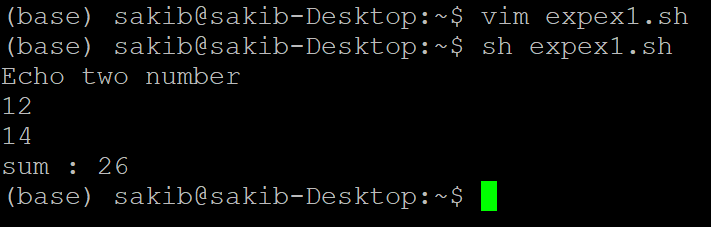 (base) sakib@sakib-Desktop:~$ vim expex1.sh
(base) sakib@sakib-Desktop:~$ sh expex1.sh
Echo two number
12
14
sum : 26
(base) sakib@sakib-Desktop:~$